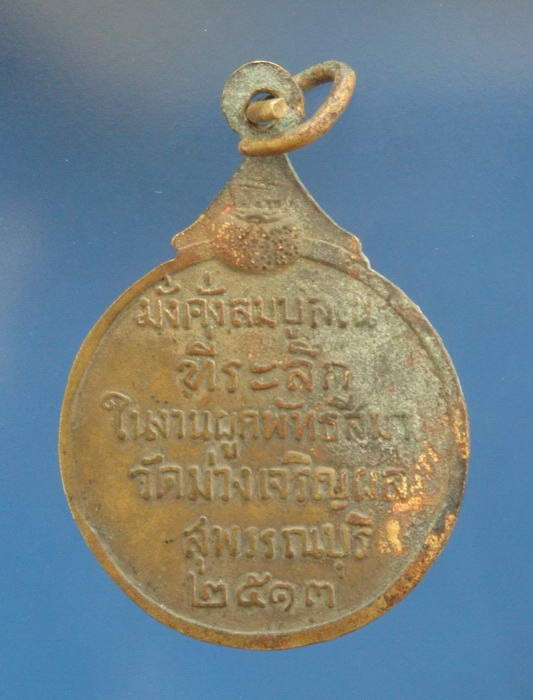 มั่งคั่งสมบูรณ์
ที่ระลึก
ในงานผูกพัทธสีมา
วัดม่วงเจริญผล
สุพรรณบุรี
๒๕๑๓